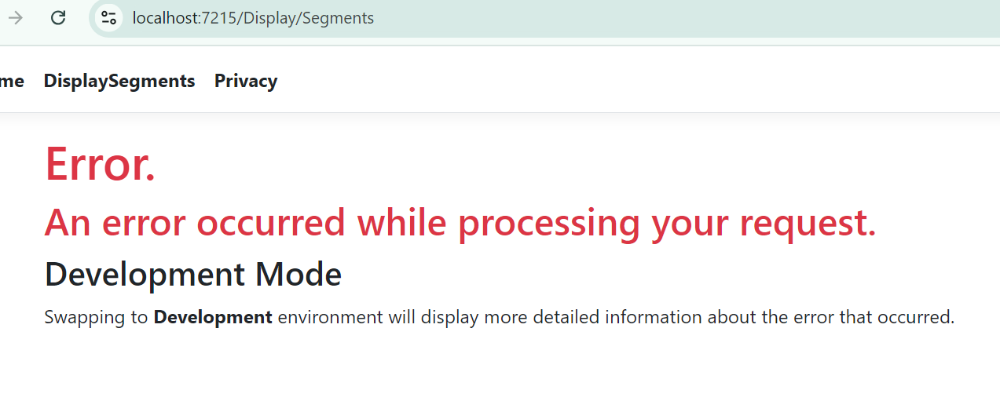 localhost:7215/Display/Segments
me DisplaySegments Privacy
Error.
An error occurred while processing your request.
Development Mode
Swapping to Development environment will display more detailed information about the error that occurred.